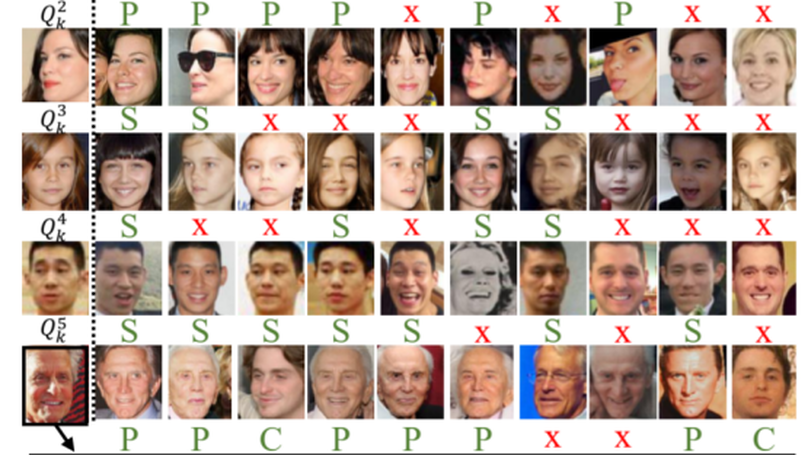 Q_k^2 P P P P x P x P x x
Q_k^3 S S x x x S S x x x
Q_k^4 S x x S x S S x x x
Q_k^5 S S S S S x S x S x
P P C P P P x x P C